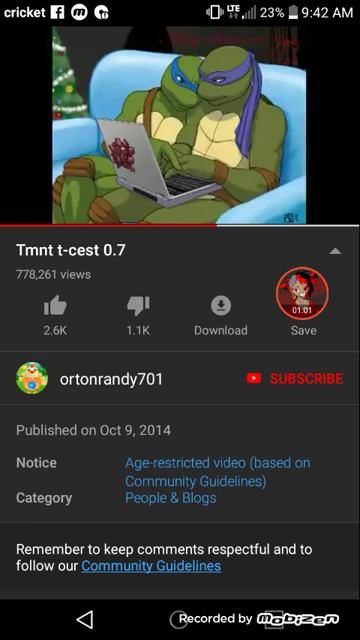 cricket
LTE
23%
9:42 AM
Tmnt t-cest 0.7
778,261 views
2.6K
1.1K
Download
01:01
Save
ortonrandy701
SUBSCRIBE
Published on Oct 9, 2014
Notice
Age-restricted video (based on
Community Guidelines)
Category
People & Blogs
Remember to keep comments respectful and to
follow our Community Guidelines
Recorded by Mobizen